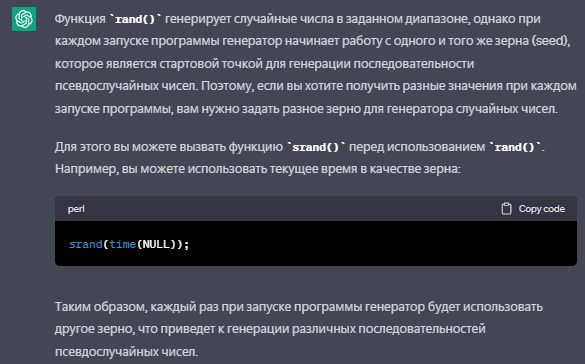 Функция `rand()` генерирует случайные числа в заданном диапазоне, однако при
каждом запуске программы генератор начинает работу с одного и того же зерна (seed),
которое является стартовой точкой для генерации последовательности
псевдослучайных чисел. Поэтому, если вы хотите получить разные значения при каждом
запуске программы, вам нужно задать разное зерно для генератора случайных чисел.
Для этого вы можете вызвать функцию `srand()` перед использованием `rand()`.
Например, вы можете использовать текущее время в качестве зерна:
perl Copy code
srand(time(NULL));
Таким образом, каждый раз при запуске программы генератор будет использовать
другое зерно, что приведет к генерации различных последовательностей
псевдослучайных чисел.